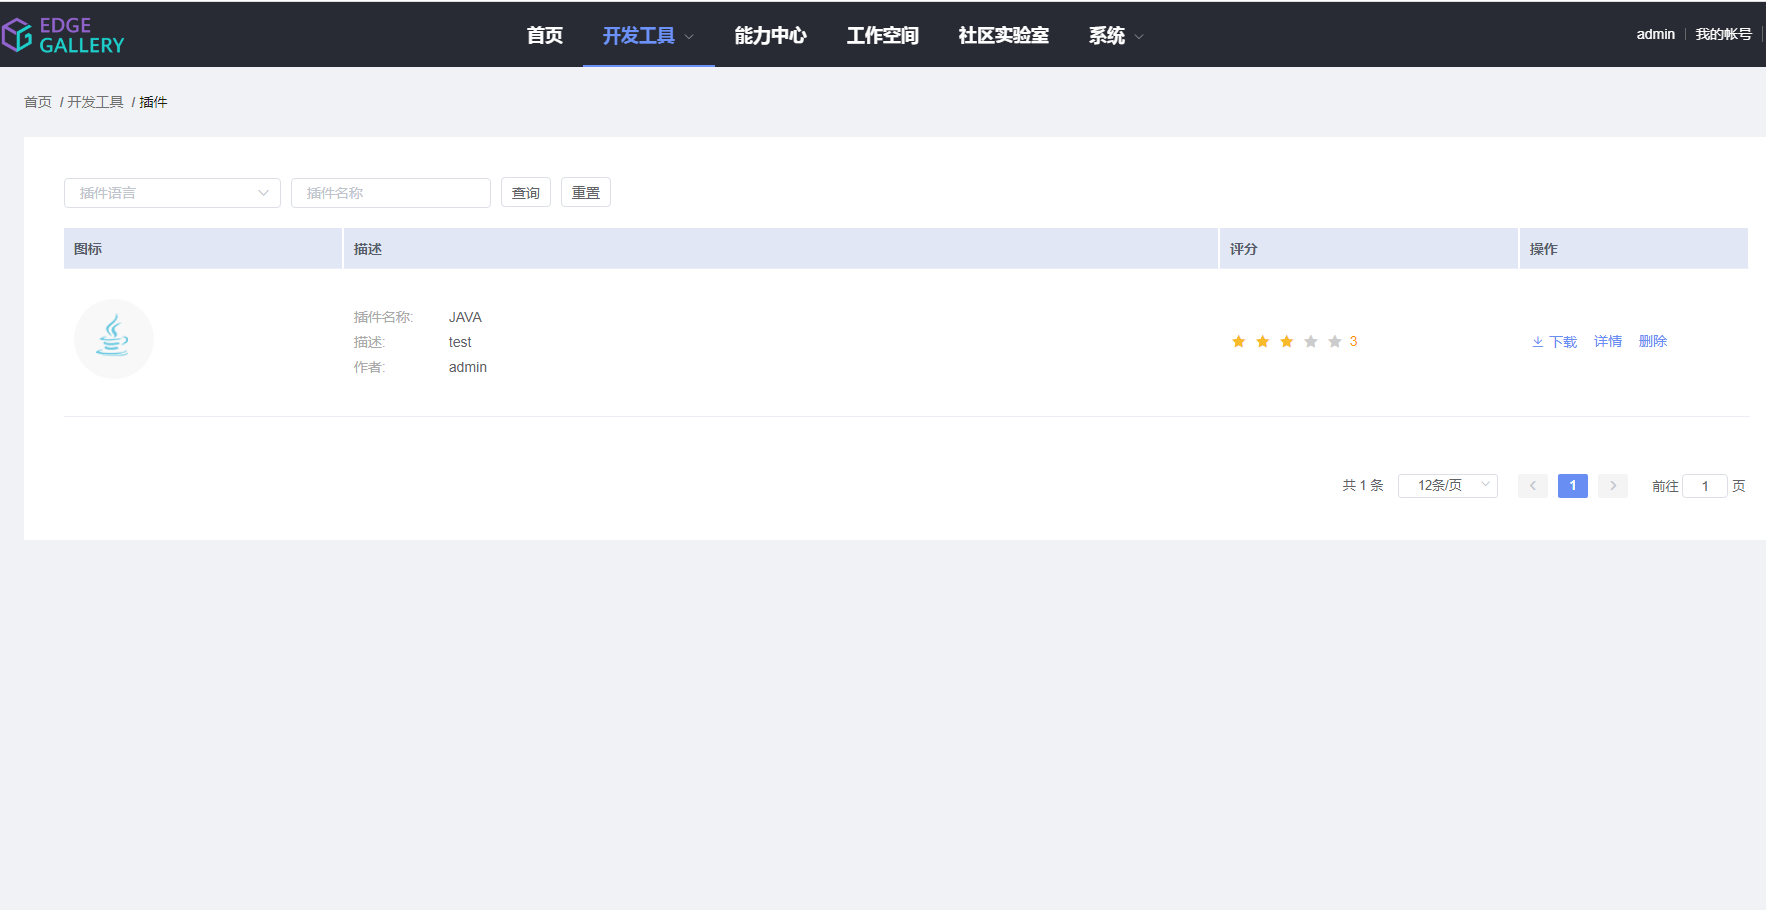 EDGE
GALLERY
首页 开发工具 能力中心 工作空间 社区实验室 系统 admin 我的帐号
首页 / 开发工具 / 插件
插件语言 插件名称 查询 重置
图标 描述 评分 操作
插件名称: JAVA
描述: test
作者: admin
3 下载 详情 删除
共 1 条 12条/页 1 前往 1 页